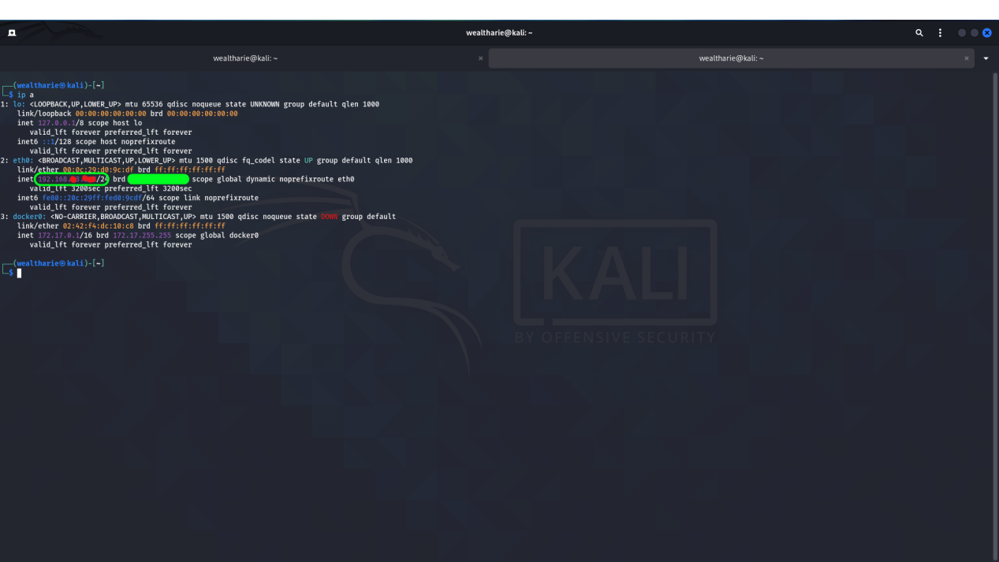 wealtharie@kali: ~
wealtharie@kali: ~
wealtharie@kali: ~
(wealtharie㉿kali)-[~]
$ ip a
1: lo: <LOOPBACK,UP,LOWER_UP> mtu 65536 qdisc noqueue state UNKNOWN group default qlen 1000
link/loopback 00:00:00:00:00:00 brd 00:00:00:00:00:00
inet 127.0.0.1/8 scope host lo
valid_lft forever preferred_lft forever
inet6 ::1/128 scope host noprefixroute
valid_lft forever preferred_lft forever
2: eth0: <BROADCAST,MULTICAST,UP,LOWER_UP> mtu 1500 qdisc fq_codel state UP group default qlen 1000
link/ether 00:0c:29:d0:9c:df brd ff:ff:ff:ff:ff:ff
inet 192.168. /24 brd scope global dynamic noprefixroute eth0
valid_lft 3200sec preferred_lft 3200sec
inet6 fe80::20c:29ff:fed0:9cdf/64 scope link noprefixroute
valid_lft forever preferred_lft forever
3: docker0: <NO-CARRIER,BROADCAST,MULTICAST,UP> mtu 1500 qdisc noqueue state DOWN group default
link/ether 02:42:f4:dc:10:c8 brd ff:ff:ff:ff:ff:ff
inet 172.17.0.1/16 brd 172.17.255.255 scope global docker0
valid_lft forever preferred_lft forever
(wealtharie㉿kali)-[~]
$
KALI
BY OFFENSIVE SECURITY